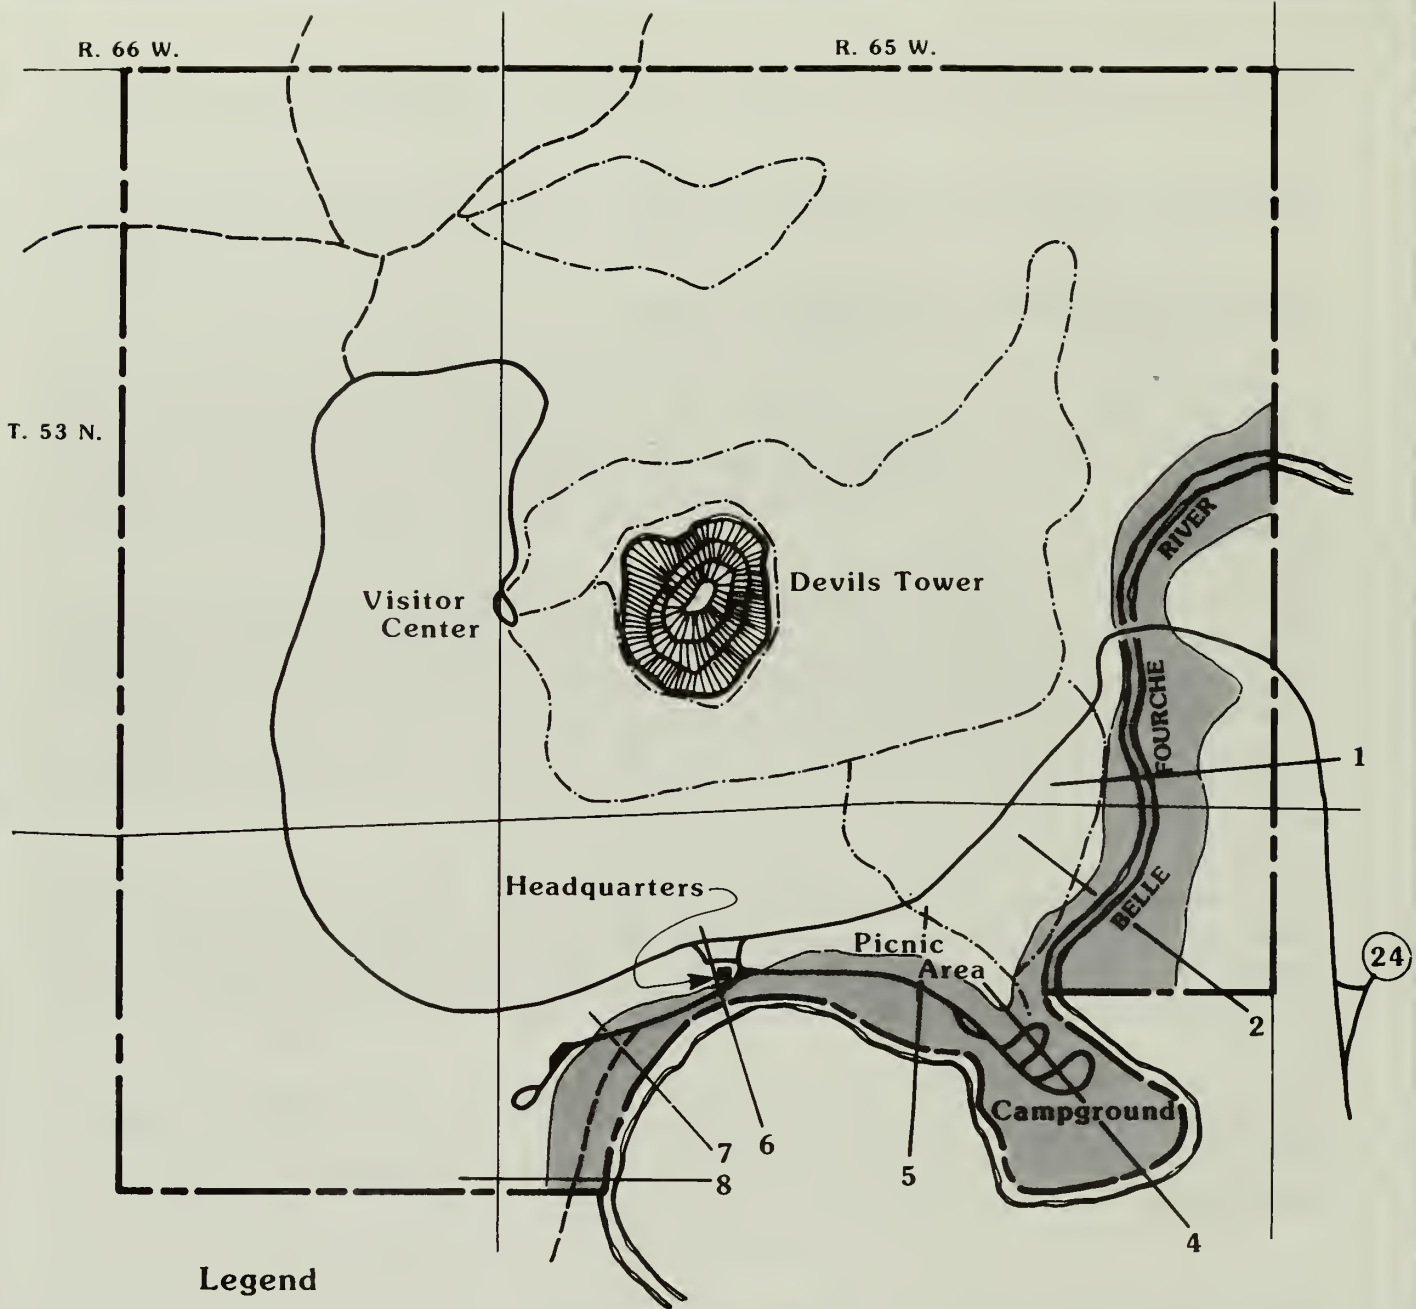 R. 66 W.
R. 65 W.
T. 53 N.
Visitor
Center
Devils Tower
RIVER
FOURCHE
BELLE
1
Headquarters
Picnic
Area
24
2
Campground
7
6
5
8
4
Legend